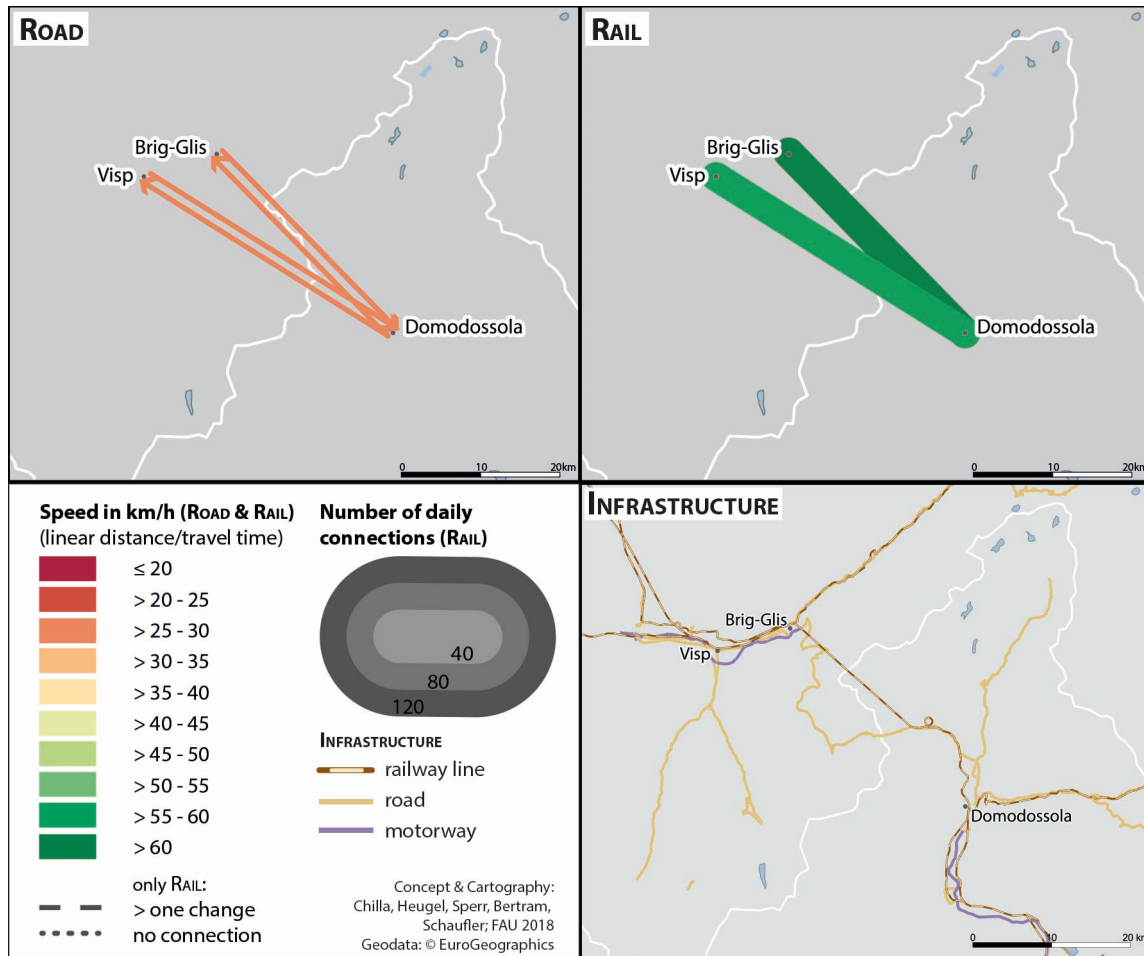 ROAD
Brig-Glis
Visp
Domodossola
0 10 20km
RAIL
Brig-Glis
Visp
Domodossola
0 10 20km
Speed in km/h (ROAD & RAIL)
(linear distance/travel time)
≤ 20
> 20 - 25
> 25 - 30
> 30 - 35
> 35 - 40
> 40 - 45
> 45 - 50
> 50 - 55
> 55 - 60
> 60
only RAIL:
> one change
no connection
Number of daily
connections (RAIL)
40
80
120
INFRASTRUCTURE
railway line
road
motorway
Concept & Cartography:
Chilla, Heugel, Sperr, Bertram,
Schaufler; FAU 2018
Geodata: © EuroGeographics
INFRASTRUCTURE
Brig-Glis
Visp
Domodossola
0 10 20 km